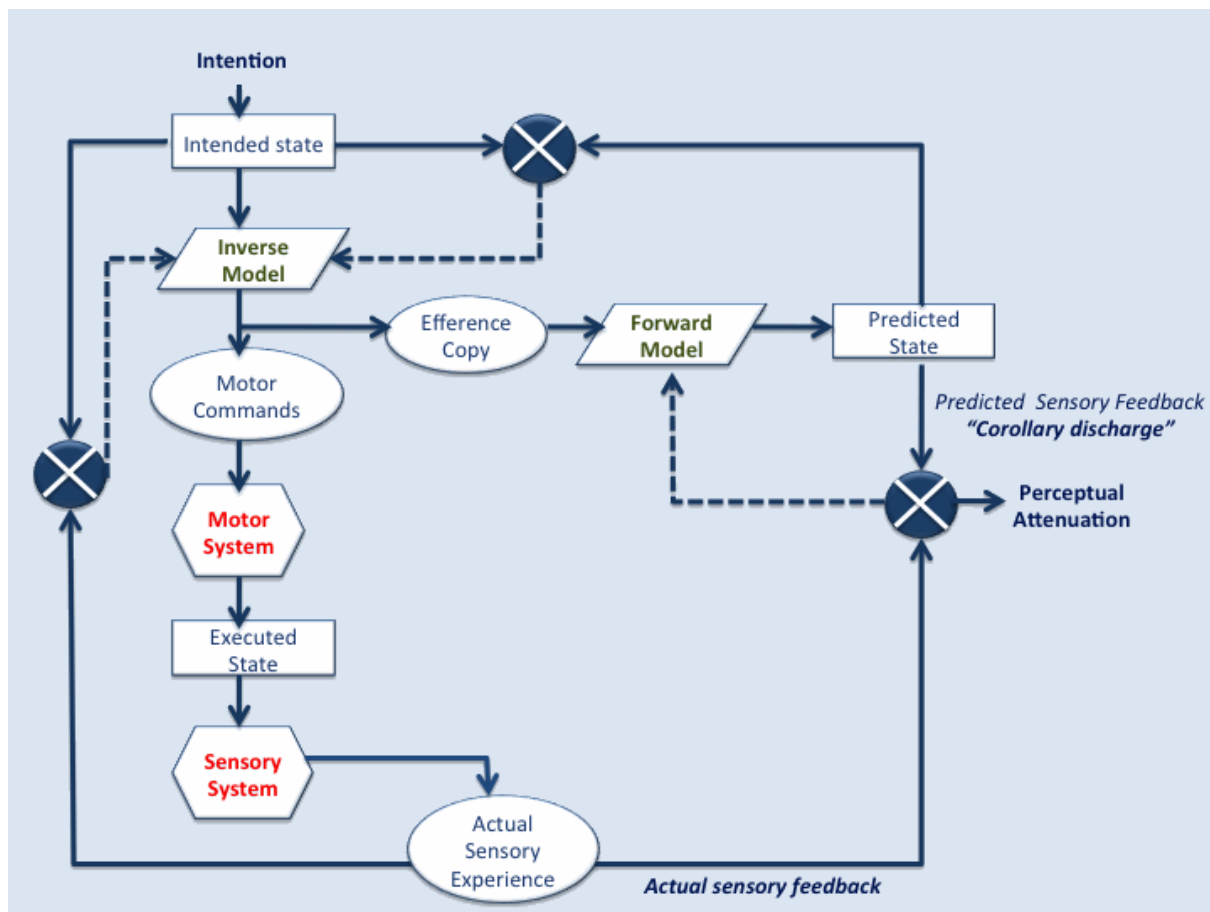 Intention
Intended state
Inverse
Model
Efference
Copy
Forward
Model
Predicted
State
Motor
Commands
Predicted  Sensory Feedback
“Corollary discharge”
Perceptual
Attenuation
Motor
System
Executed
State
Sensory
System
Actual
Sensory
Experience
Actual sensory feedback